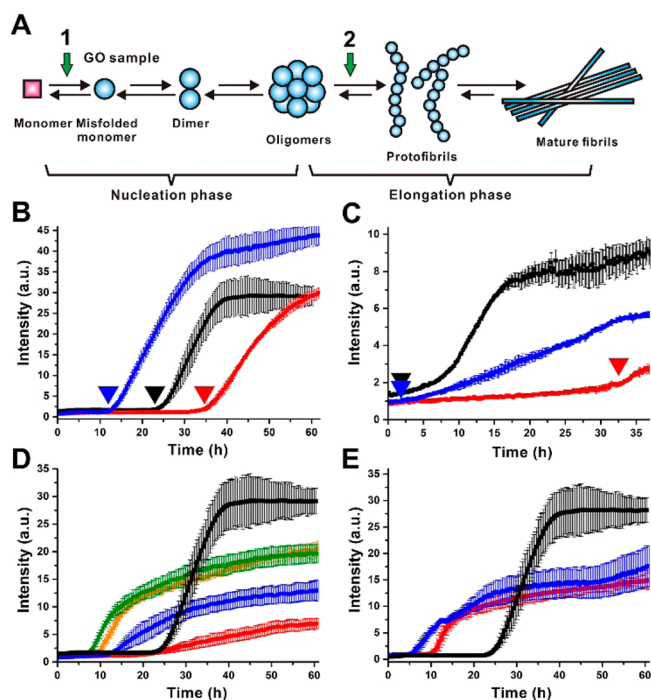 A
1
GO sample
2
Monomer
Misfolded
monomer
Dimer
Oligomers
Protofibrils
Mature fibrils
Nucleation phase
Elongation phase
B
Intensity (a.u.)
45
40
35
30
25
20
15
10
5
0
0 10 20 30 40 50 60
Time (h)
C
Intensity (a.u.)
10
8
6
4
2
0
0 5 10 15 20 25 30 35
Time (h)
D
Intensity (a.u.)
35
30
25
20
15
10
5
0
0 10 20 30 40 50 60
Time (h)
E
Intensity (a.u.)
35
30
25
20
15
10
5
0
0 10 20 30 40 50 60
Time (h)